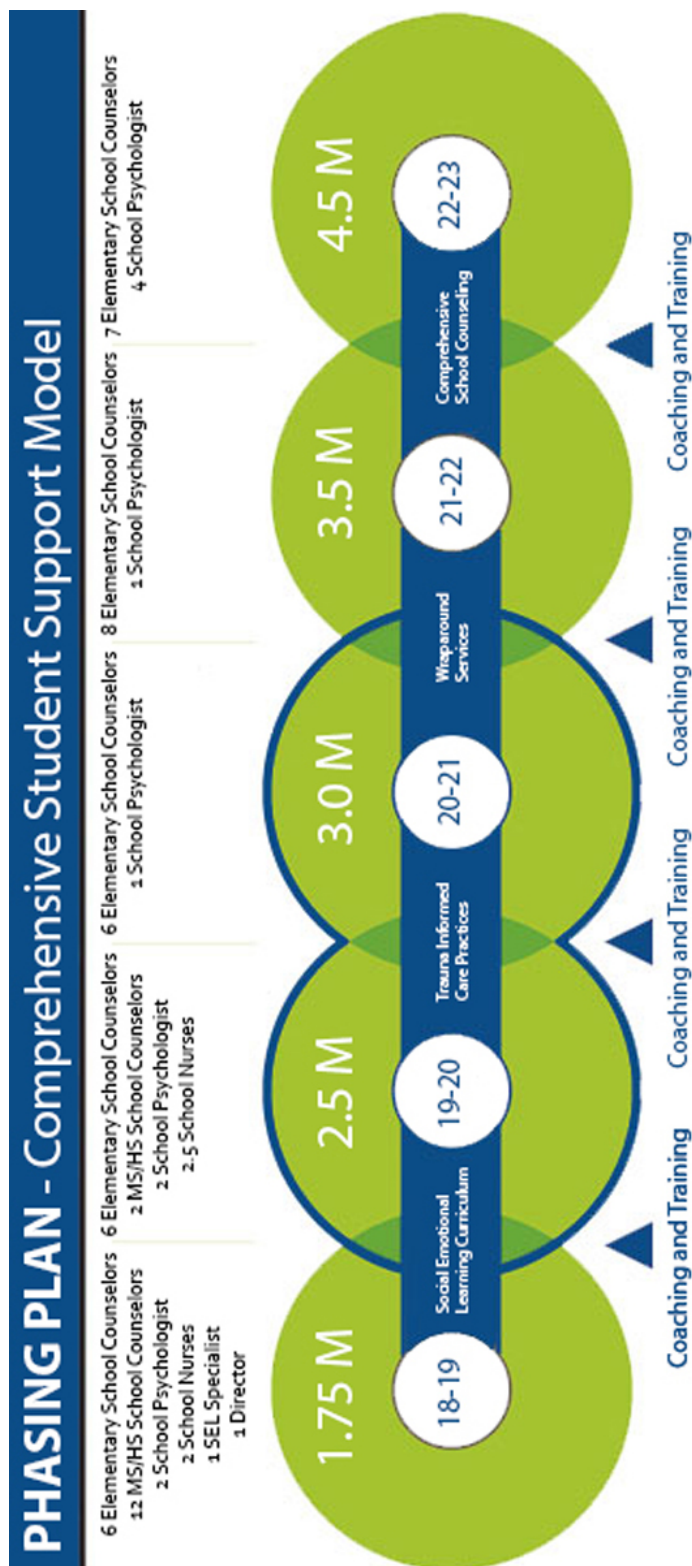 PHASING PLAN - Comprehensive Student Support Model
6 Elementary School Counselors
12 MS/HS School Counselors
2 School Psychologist
2 School Nurses
1 SEL Specialist
1 Director
6 Elementary School Counselors
2 MS/HS School Counselors
2 School Psychologist
2.5 School Nurses
6 Elementary School Counselors
1 School Psychologist
8 Elementary School Counselors
1 School Psychologist
7 Elementary School Counselors
4 School Psychologist
1.75 M
2.5 M
3.0 M
3.5 M
4.5 M
18-19
Social Emotional
Learning Curriculum
19-20
Trauna Informed
Care Practices
20-21
Wraparound
Services
21-22
Comprehensive
School Counseling
22-23
Coaching and Training
Coaching and Training
Coaching and Training
Coaching and Training